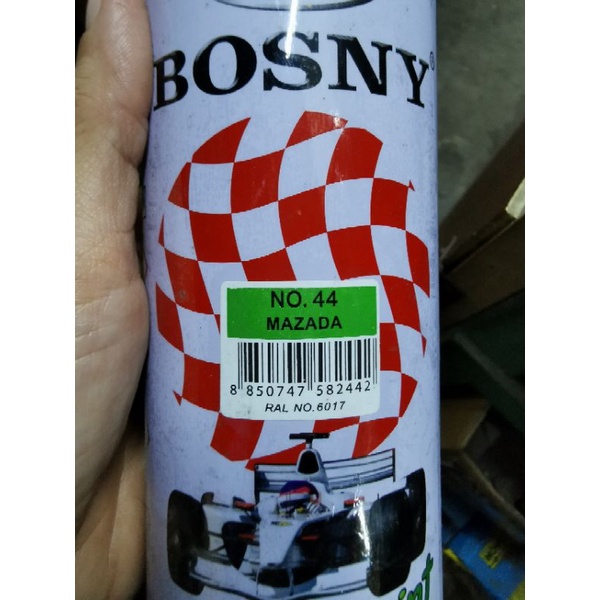 BOSNY®
NO. 44
MAZADA
8 850747 582442
RAL NO.6017